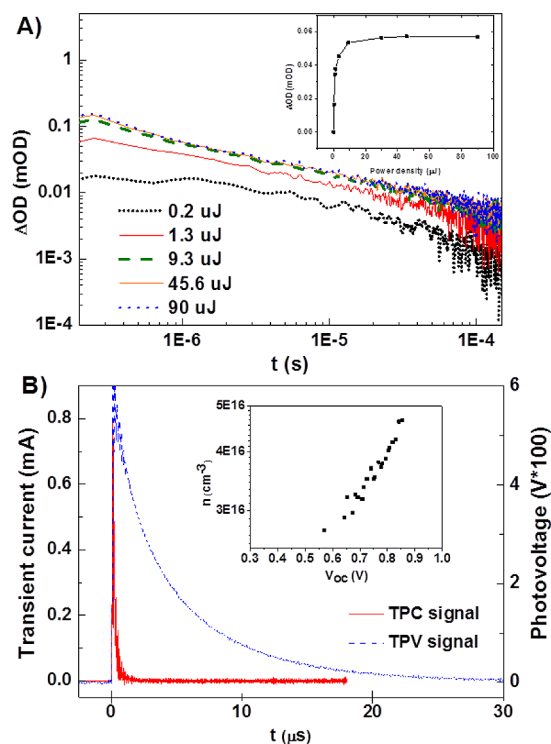 A)
5
0.5
0.1
0.01
1E-3
1E-4
ΔOD (mOD)
1E-6
1E-5
1E-4
t (s)
0.2 uJ
1.3 uJ
9.3 uJ
45.6 uJ
90 uJ
0.06
0.04
0.02
0.00
ΔOD (mOD)
0
20
40
60
80
100
Power density (µJ)
B)
0.8
0.6
0.4
0.2
0.0
Transient current (mA)
6
4
2
0
Photovoltage (V*100)
0
10
20
30
t (µs)
TPC signal
TPV signal
5E16
4E16
3E16
n (cm-3)
0.3
0.4
0.5
0.6
0.7
0.8
0.9
1.0
VOC (V)